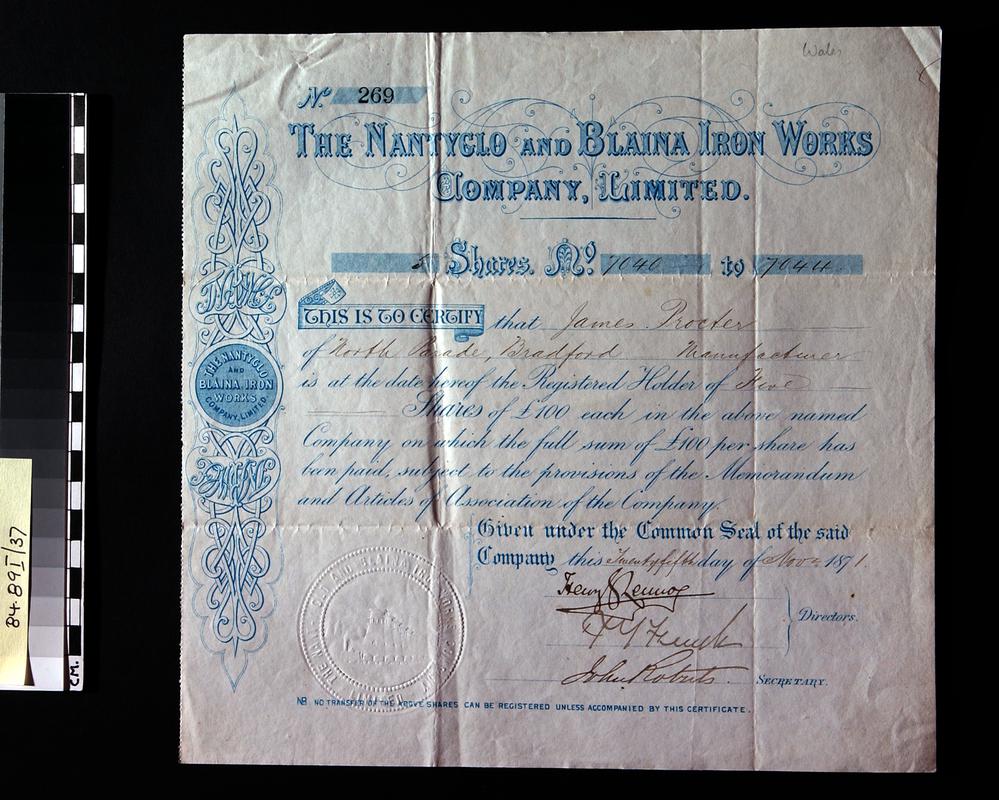 Wales
No. 269
THE NANTYGLO AND BLAINA IRON WORKS
COMPANY, LIMITED.
5 Shares. No. 7040 to 7044
THIS IS TO CERTIFY that James Procter
of North Parade, Bradford Manufacturer
is at the date hereof the Registered Holder of Five
Shares of £100 each in the above named
Company on which the full sum of £100 per share has
been paid, subject to the provisions of the Memorandum
and Articles of Association of the Company.
Given under the Common Seal of the said
Company this Twentyfifth day of Novr 1871.
Directors.
John Roberts SECRETARY.
NB NO TRANSFER OF THE ABOVE SHARES CAN BE REGISTERED UNLESS ACCOMPANIED BY THIS CERTIFICATE.
THE NANTYGLO
AND
BLAINA IRON
WORKS
COMPANY, LIMITED
84.89I/37
CM.